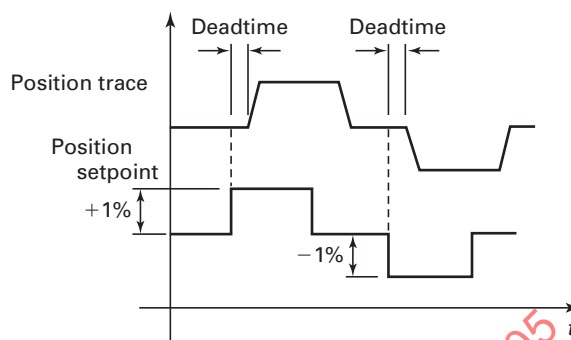 Deadtime
Deadtime
Position trace
Position
setpoint
+1%
−1%
t